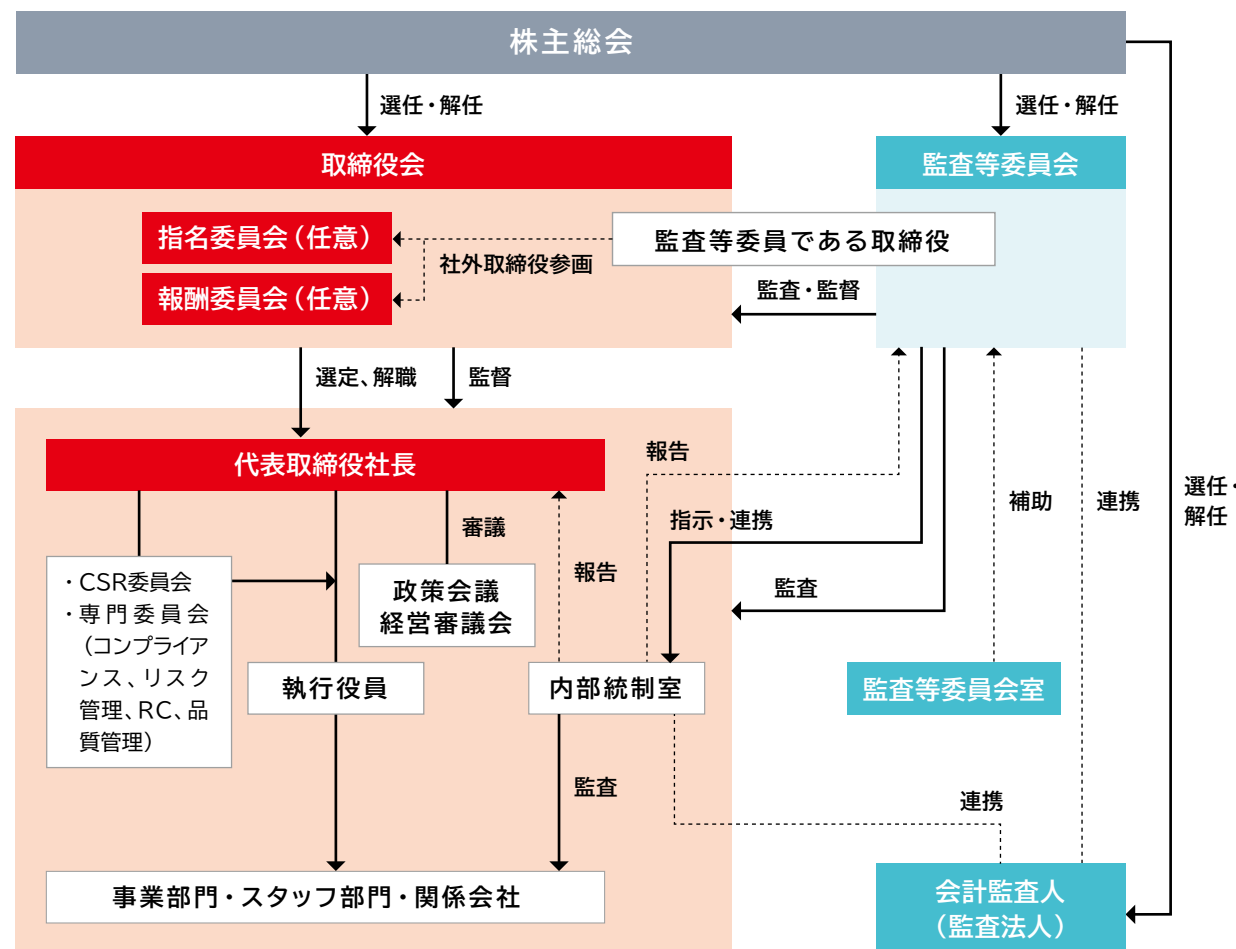 株主総会
選任・解任
選任・解任
取締役会
監査等委員会
指名委員会（任意）
監査等委員である取締役
社外取締役参画
報酬委員会（任意）
監査・監督
選定、解職
監督
代表取締役社長
報告
選任・
解任
補助
連携
審議
指示・連携
・CSR委員会
・専門委員会
（コンプライア
ンス、リスク
管理、RC、品
質管理）
政策会議
経営審議会
報告
監査
執行役員
内部統制室
監査等委員会室
監査
連携
事業部門・スタッフ部門・関係会社
会計監査人
（監査法人）